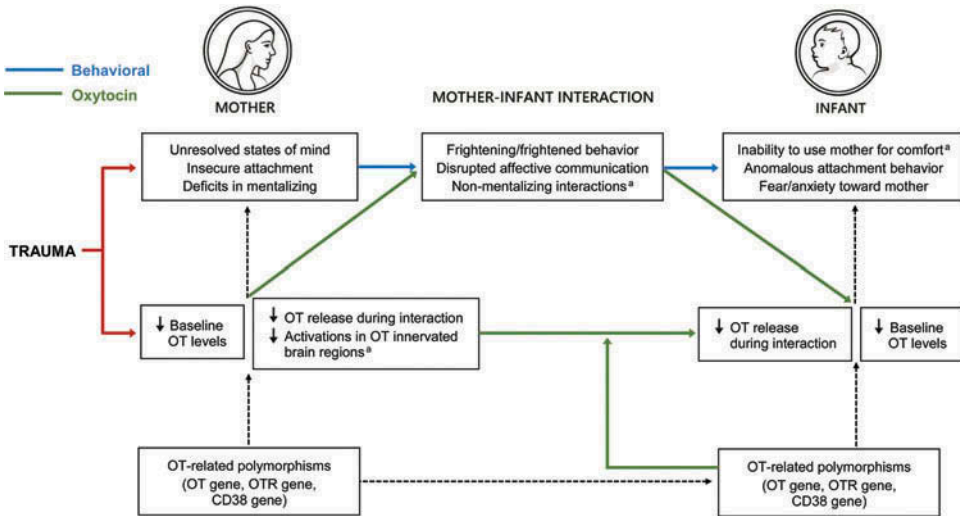 Behavioral
Oxytocin
MOTHER
MOTHER-INFANT INTERACTION
INFANT
Unresolved states of mind
Insecure attachment
Deficits in mentalizing
Frightening/frightened behavior
Disrupted affective communication
Non-mentalizing interactionsᵃ
Inability to use mother for comfortᵃ
Anomalous attachment behavior
Fear/anxiety toward mother
TRAUMA
↓ Baseline
OT levels
↓ OT release during interaction
↓ Activations in OT innervated
brain regionsᵃ
↓ OT release
during interaction
↓ Baseline
OT levels
OT-related polymorphisms
(OT gene, OTR gene,
CD38 gene)
OT-related polymorphisms
(OT gene, OTR gene,
CD38 gene)